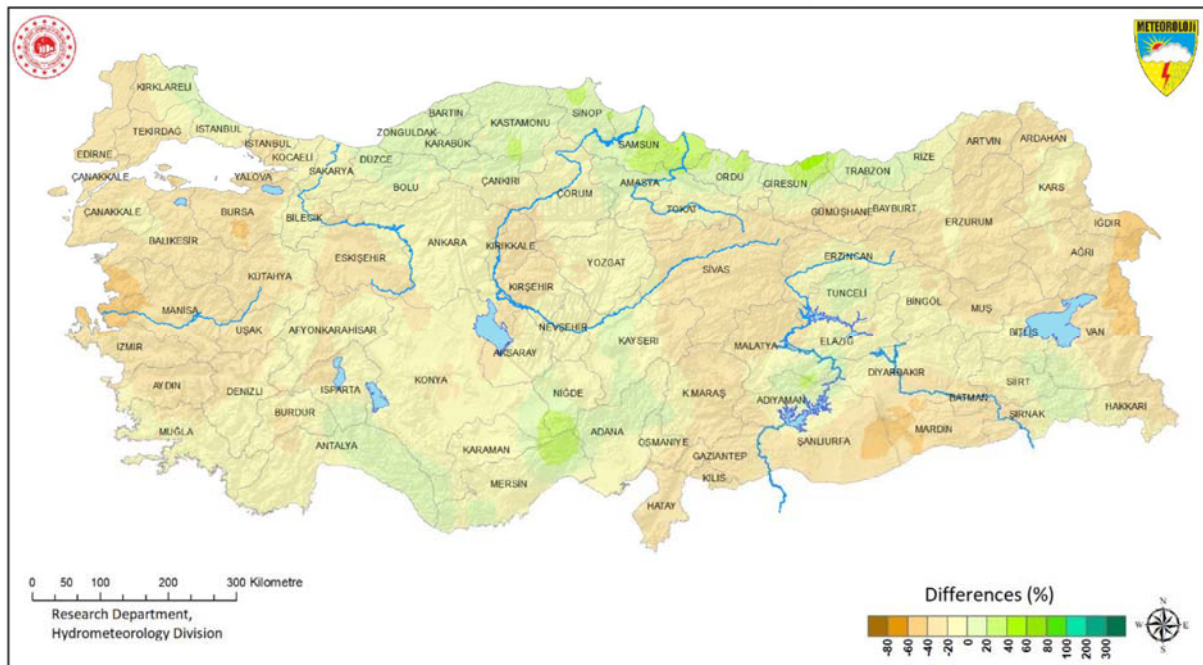 METEOROLOJİ
KIRKLARELİ
TEKİRDAĞ
İSTANBUL
EDİRNE
İSTANBUL
KOCAELİ
ÇANAKKALE
YALOVA
SAKARYA
DÜZCE
ZONGULDAK
BARTIN
KARABÜK
KASTAMONU
SİNOP
SAMSUN
BOLU
ÇANKIRI
ÇORUM
AMASYA
ORDU
GİRESUN
TRABZON
RİZE
ARTVİN
ARDAHAN
KARS
ÇANAKKALE
BURSA
BİLECİK
TOKAT
GÜMÜŞHANE
BAYBURT
ERZURUM
IĞDIR
BALIKESİR
ESKİŞEHİR
ANKARA
KIRIKKALE
YOZGAT
SİVAS
ERZİNCAN
AĞRI
KÜTAHYA
KIRŞEHİR
TUNCELİ
BİNGÖL
MUŞ
MANİSA
UŞAK
AFYONKARAHİSAR
NEVŞEHİR
KAYSERİ
MALATYA
ELAZIĞ
BİTLİS
VAN
İZMİR
AKSARAY
AYDIN
DENİZLİ
ISPARTA
KONYA
NİĞDE
K.MARAŞ
ADIYAMAN
DİYARBAKIR
SİİRT
BURDUR
BATMAN
ŞIRNAK
HAKKARİ
MUĞLA
ANTALYA
KARAMAN
ADANA
OSMANİYE
ŞANLIURFA
MARDİN
MERSİN
GAZİANTEP
KİLİS
HATAY
0 50 100 200 300 Kilometre
Research Department,
Hydrometeorology Division
Differences (%)
-80 -60 -40 -20 0 20 40 60 80 100 200 300
N
W E
S